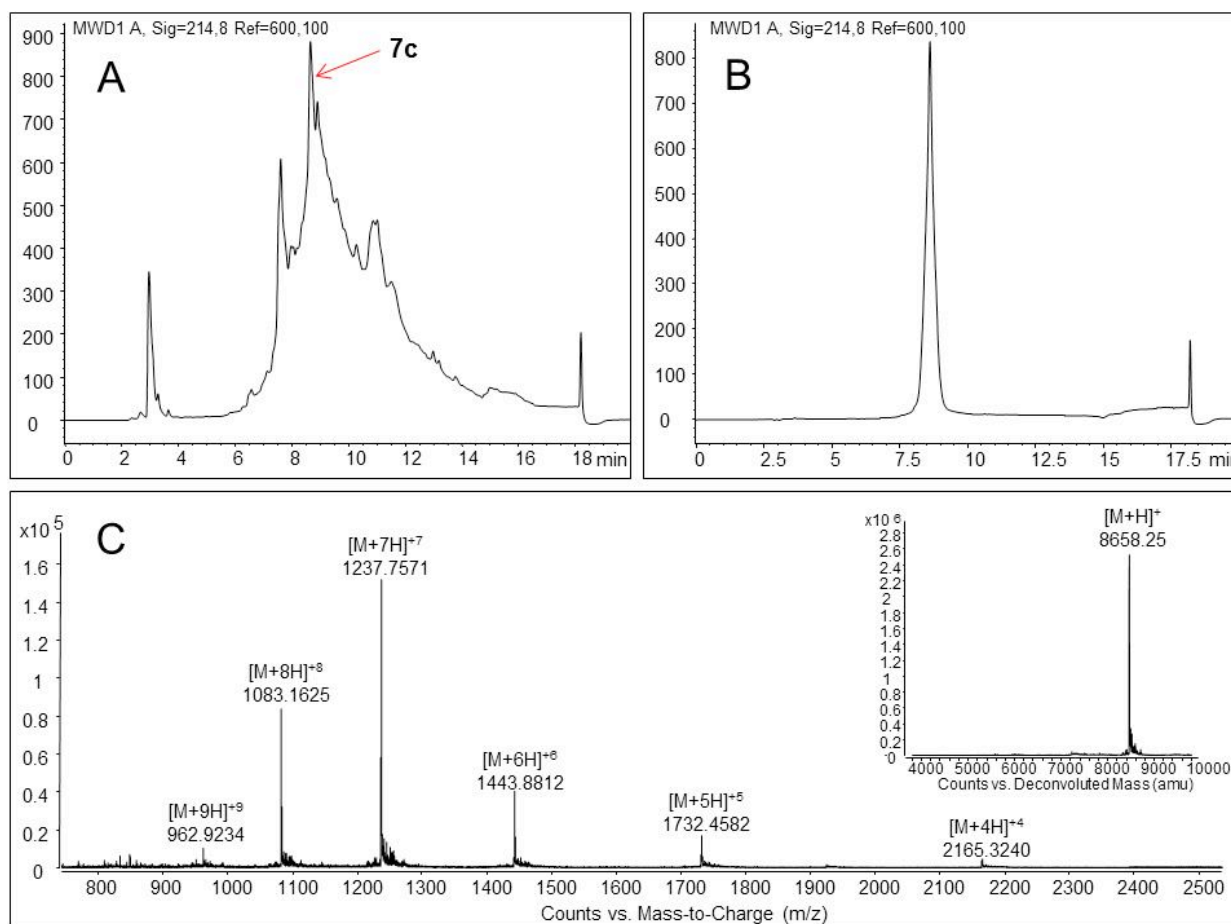 MWD1 A, Sig=214,8 Ref=600,100
A
7c
900
800
700
600
500
400
300
200
100
0
0 2 4 6 8 10 12 14 16 18 min
MWD1 A, Sig=214,8 Ref=600,100
B
800
700
600
500
400
300
200
100
0
0 2.5 5 7.5 10 12.5 15 17.5 min
x10 5
C
1.6
1.4
1.2
1
0.8
0.6
0.4
0.2
0
[M+9H]+9
962.9234
[M+8H]+8
1083.1625
[M+7H]+7
1237.7571
[M+6H]+6
1443.8812
[M+5H]+5
1732.4582
[M+4H]+4
2165.3240
800 900 1000 1100 1200 1300 1400 1500 1600 1700 1800 1900 2000 2100 2200 2300 2400 2500
Counts vs. Mass-to-Charge (m/z)
x10 6
[M+H]+
8658.25
2.8
2.6
2.4
2.2
2
1.8
1.6
1.4
1.2
1
0.8
0.6
0.4
0.2
0
4000 5000 6000 7000 8000 9000 10000
Counts vs. Deconvoluted Mass (amu)